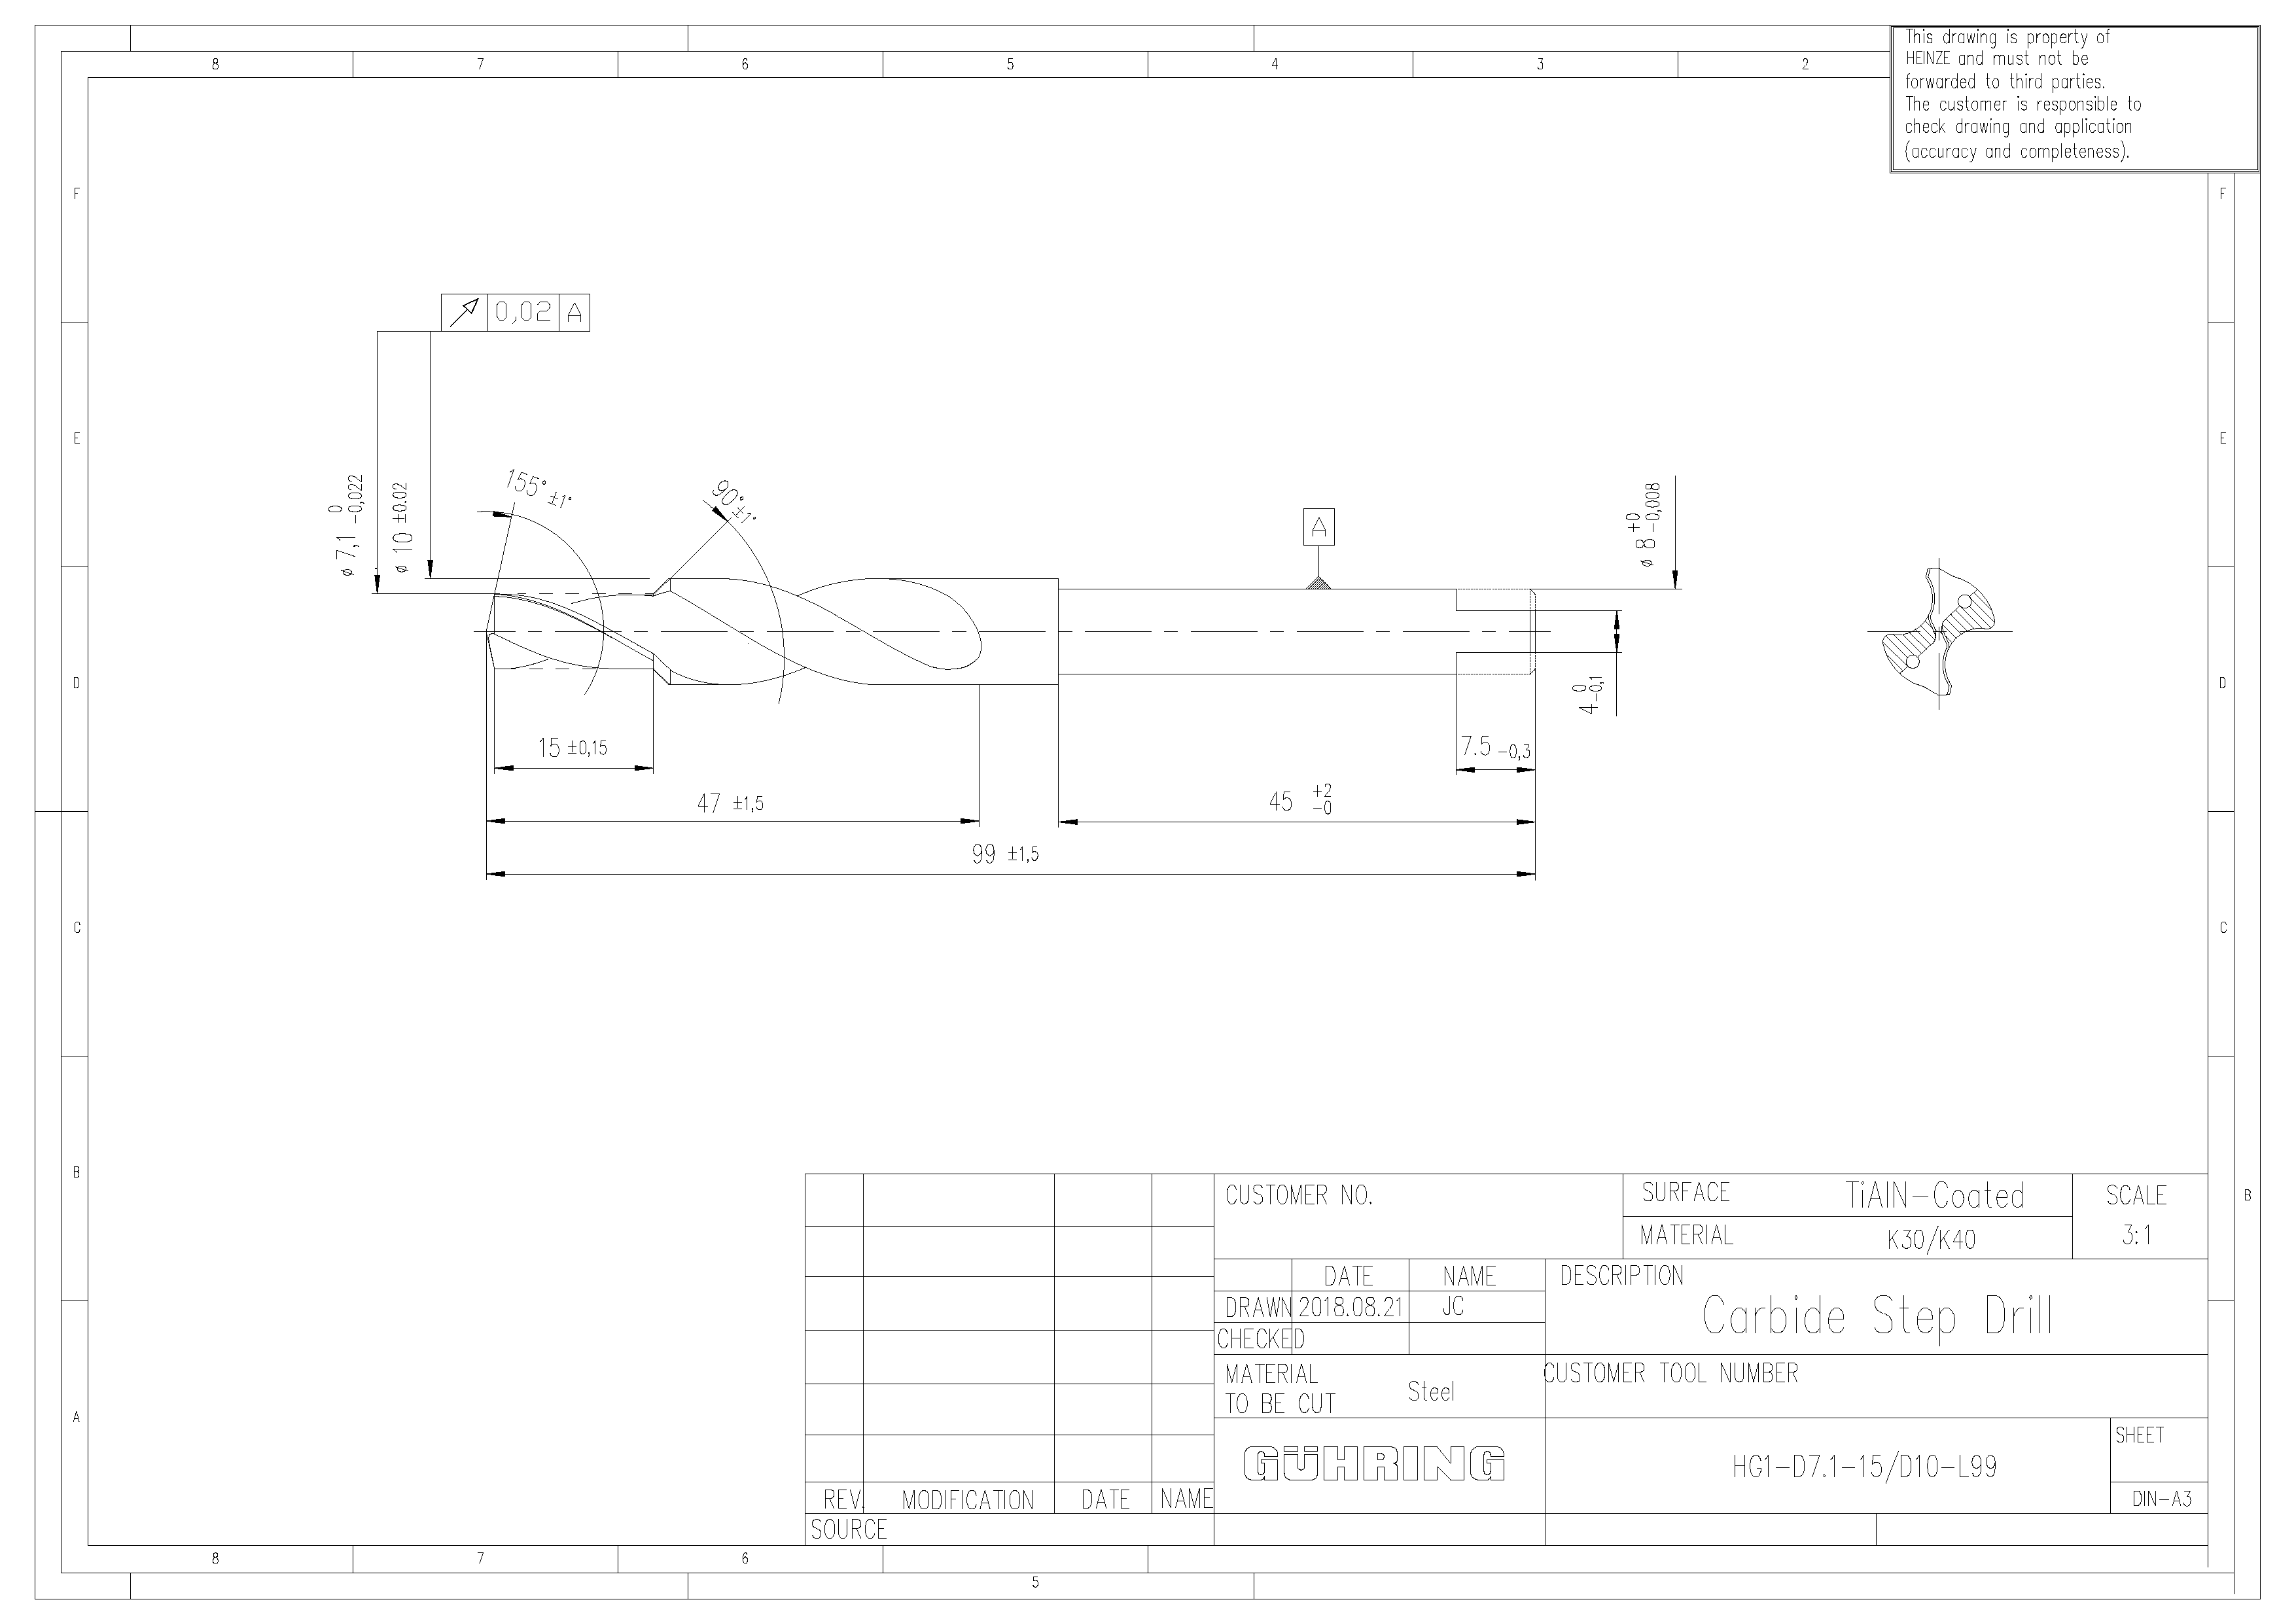 This drawing is property of
HEINZE and must not be
forwarded to third parties.
The customer is responsible to
check drawing and application
(accuracy and completeness).
8 7 6 5 4 3 2
F F
E E
D D
C C
B B
A
0,02 A
ø 7,1 0 -0,022
ø 10 ±0.02
155° ±1°
90° ±1°
A
ø 8 +0 -0,008
4 0 -0,1
15 ±0,15
7.5 -0,3
47 ±1,5
45 +2 -0
99 ±1,5
CUSTOMER NO.
SURFACE TiAlN-Coated
MATERIAL K30/K40
SCALE
3:1
DATE NAME
DRAWN 2018.08.21 JC
CHECKED
DESCRIPTION
Carbide Step Drill
MATERIAL
TO BE CUT
Steel
CUSTOMER TOOL NUMBER
GÜHRING
HG1-D7.1-15/D10-L99
SHEET
DIN-A3
REV. MODIFICATION DATE NAME
SOURCE
8 7 6 5